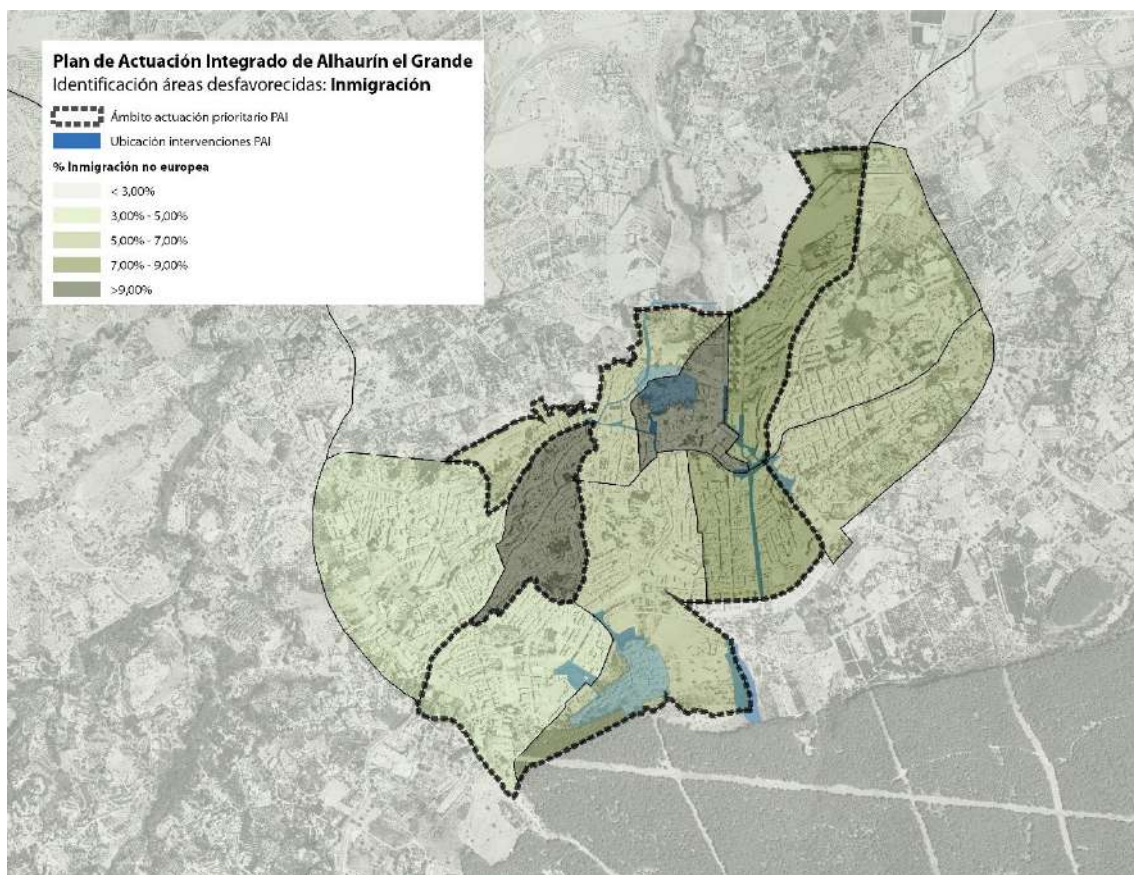 Plan de Actuación Integrado de Alhaurín el Grande
Identificación áreas desfavorecidas: Inmigración
Ámbito actuación prioritario PAI
Ubicación intervenciones PAI
% Inmigración no europea
< 3,00%
3,00% - 5,00%
5,00% - 7,00%
7,00% - 9,00%
>9,00%